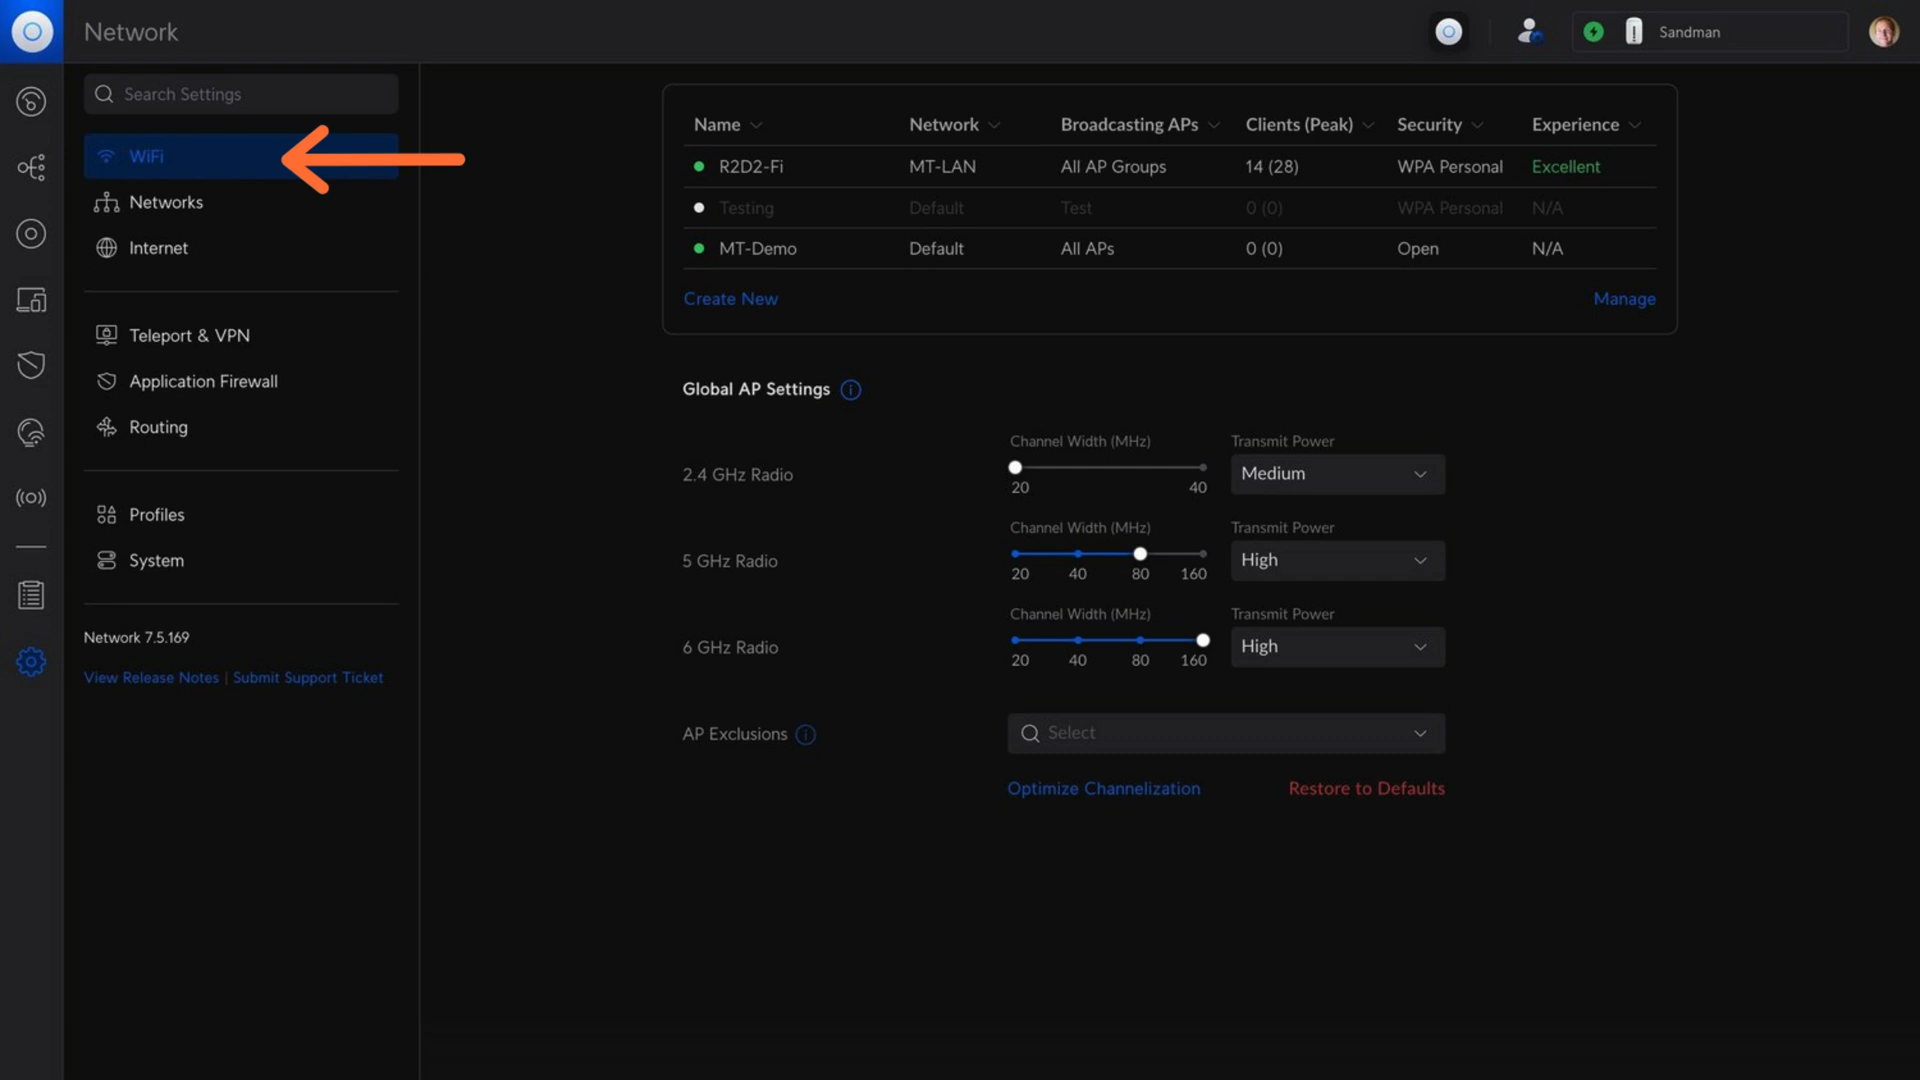 Network
Sandman
Search Settings
WiFi
Networks
Internet
Teleport & VPN
Application Firewall
Routing
Profiles
System
Network 7.5.169
View Release Notes | Submit Support Ticket
Name Network Broadcasting APs Clients (Peak) Security Experience
R2D2-Fi MT-LAN All AP Groups 14 (28) WPA Personal Excellent
Testing Default Test 0 (0) WPA Personal N/A
MT-Demo Default All APs 0 (0) Open N/A
Create New Manage
Global AP Settings
Channel Width (MHz) Transmit Power
2.4 GHz Radio Medium
20 40
Channel Width (MHz) Transmit Power
5 GHz Radio High
20 40 80 160
Channel Width (MHz) Transmit Power
6 GHz Radio High
20 40 80 160
AP Exclusions Select
Optimize Channelization Restore to Defaults